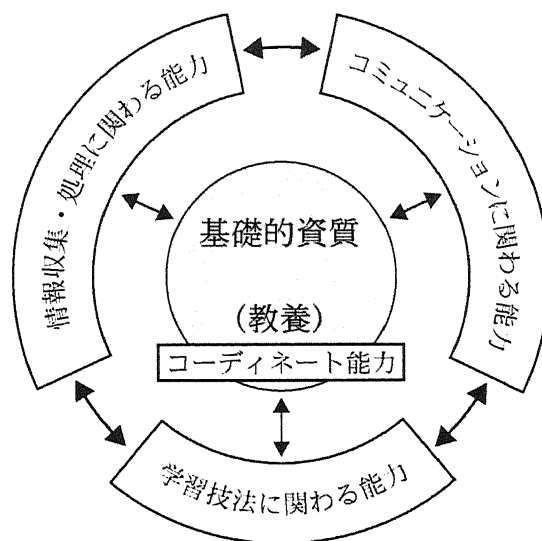 情報収集・処理に関わる能力
コミュニケーションに関わる能力
基礎的資質
(教養)
コーディネート能力
学習技法に関わる能力